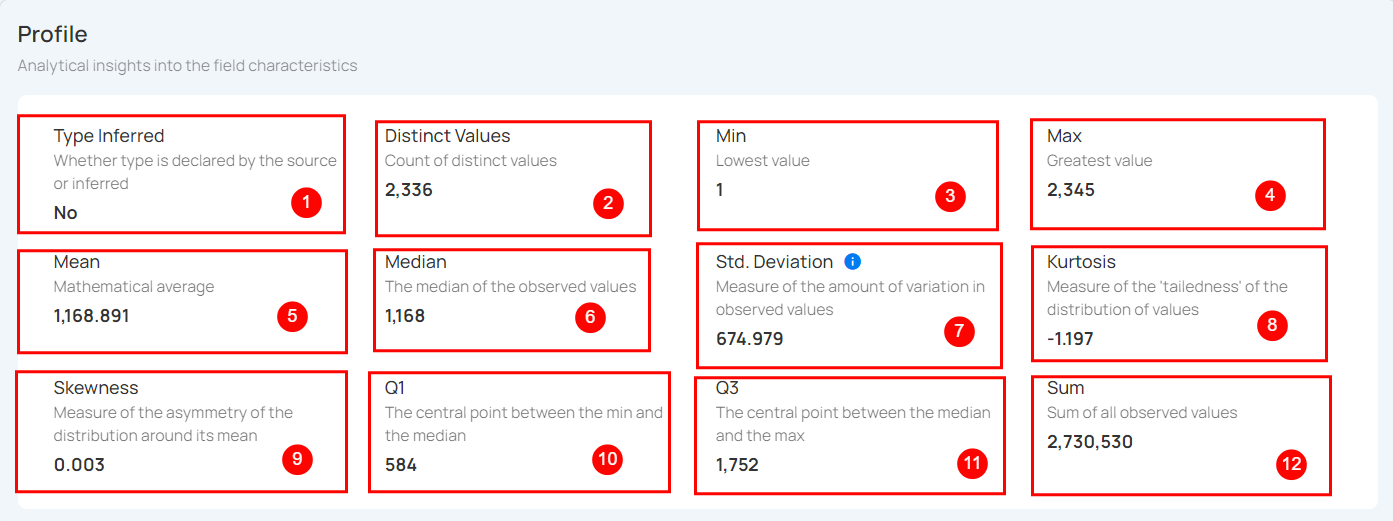 Profile
Analytical insights into the field characteristics
Type Inferred
Whether type is declared by the source
or inferred
No
1
Distinct Values
Count of distinct values
2,336
2
Min
Lowest value
1
3
Max
Greatest value
2,345
4
Mean
Mathematical average
1,168.891
5
Median
The median of the observed values
1,168
6
Std. Deviation i
Measure of the amount of variation in
observed values
674.979
7
Kurtosis
Measure of the 'tailedness' of the
distribution of values
-1.197
8
Skewness
Measure of the asymmetry of the
distribution around its mean
0.003
9
Q1
The central point between the min and
the median
584
10
Q3
The central point between the median
and the max
1,752
11
Sum
Sum of all observed values
2,730,530
12